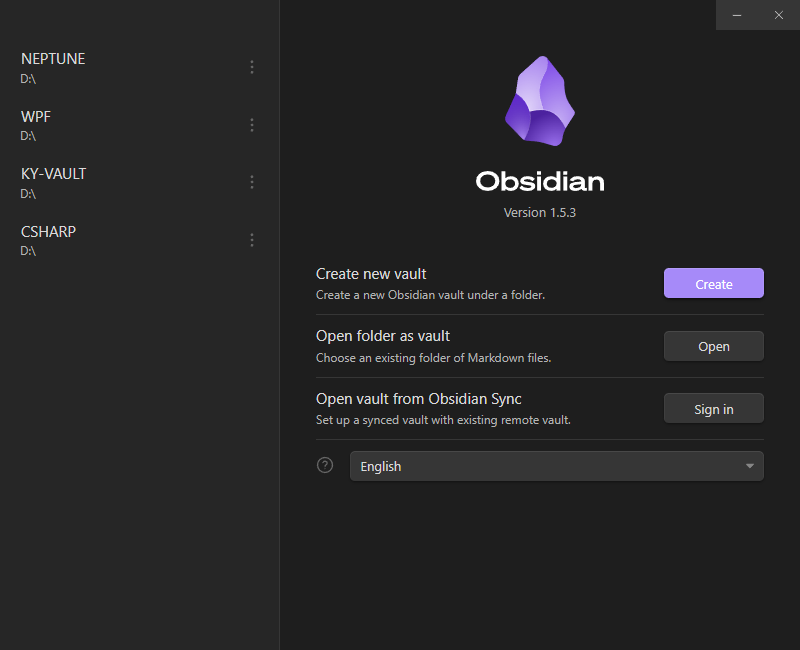 NEPTUNE
D:\
WPF
D:\
KY-VAULT
D:\
CSHARP
D:\
Obsidian
Version 1.5.3
Create new vault
Create a new Obsidian vault under a folder.
Create
Open folder as vault
Choose an existing folder of Markdown files.
Open
Open vault from Obsidian Sync
Set up a synced vault with existing remote vault.
Sign in
?
English